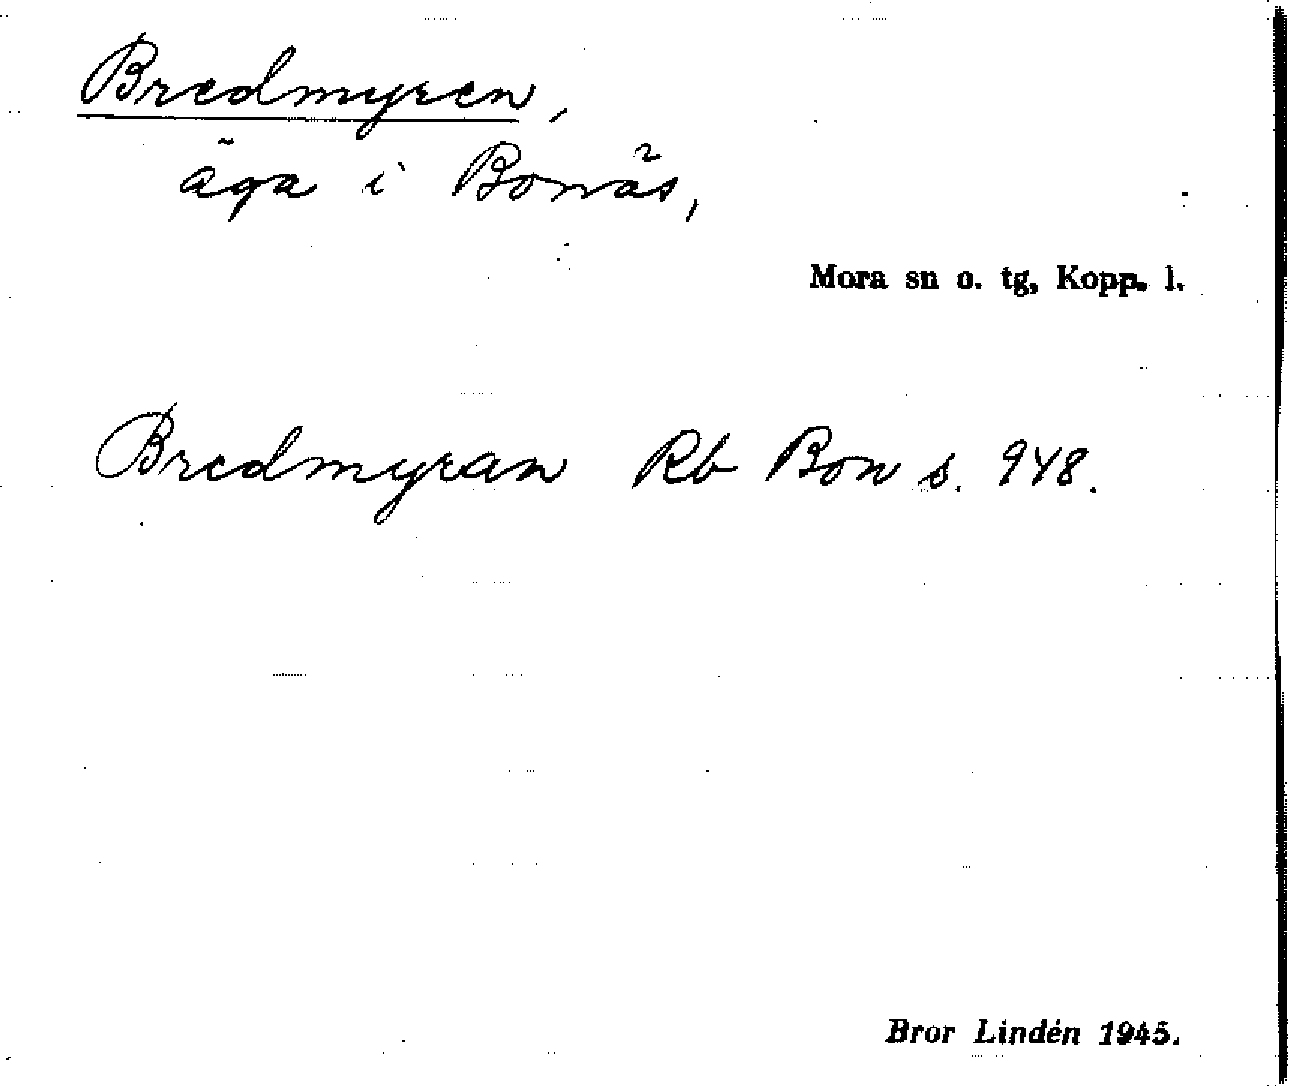 Bredmyren,
äga i Bonäs,
Mora sn o. tg, Kopp. l.
Bredmyran Rb Bon s. 948.
Bror Lindén 1945.